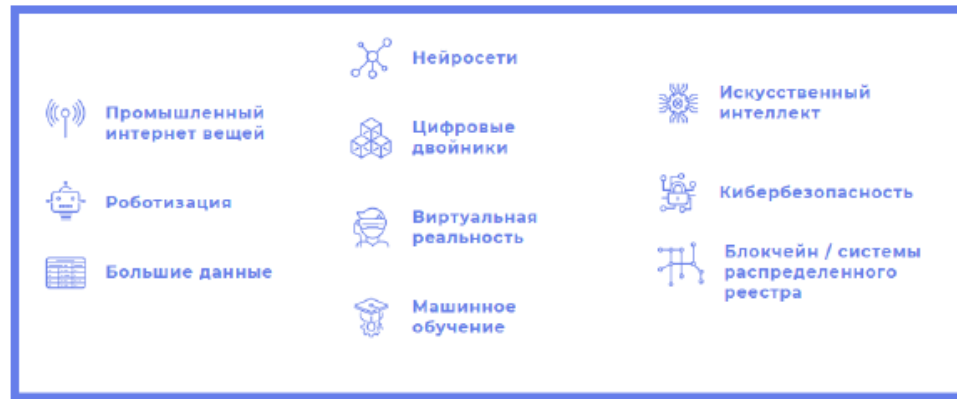 Промышленный
интернет вещей
Роботизация
Большие данные
Нейросети
Цифровые
двойники
Виртуальная
реальность
Машинное
обучение
Искусственный
интеллект
Кибербезопасность
Блокчейн / системы
распределенного
реестра